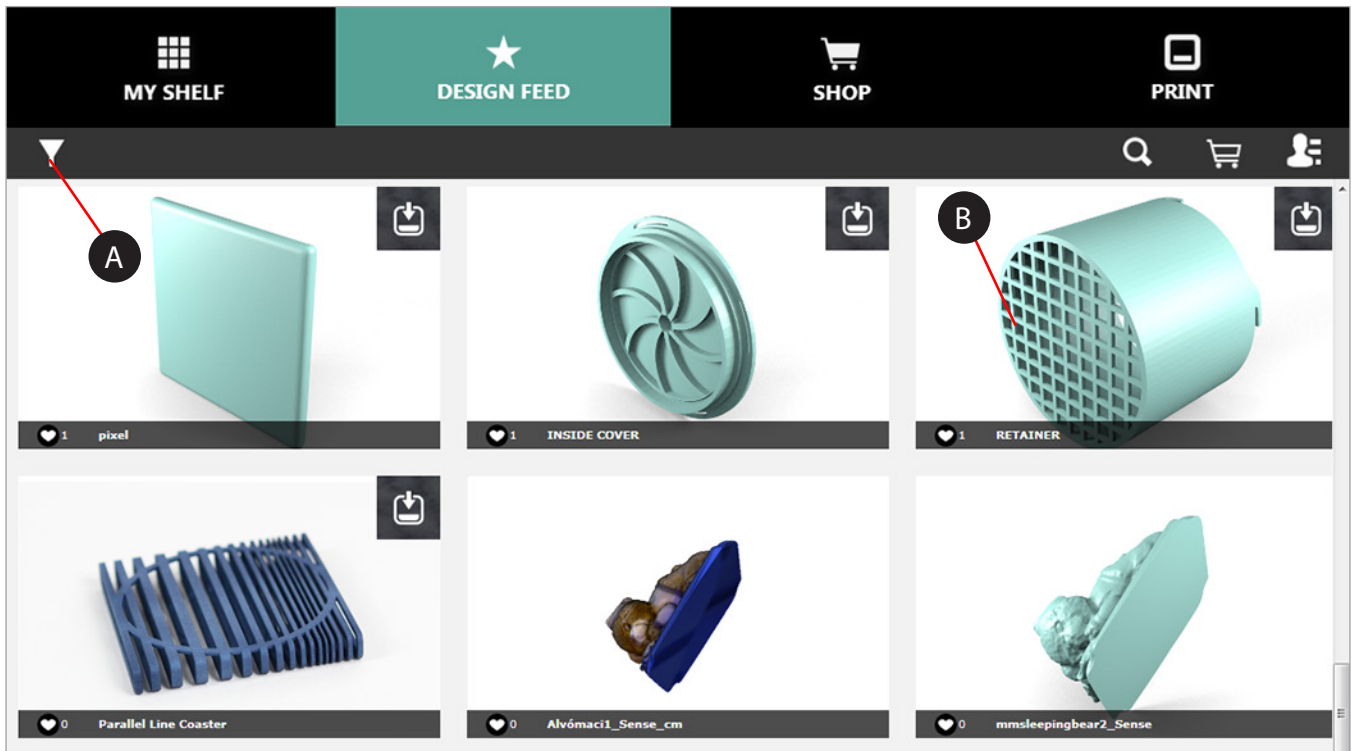 MY SHELF
DESIGN FEED
SHOP
PRINT
A
B
1 pixel
1 INSIDE COVER
1 RETAINER
0 Parallel Line Coaster
0 Alvómaci1_Sense_cm
0 mmsleepingbear2_Sense